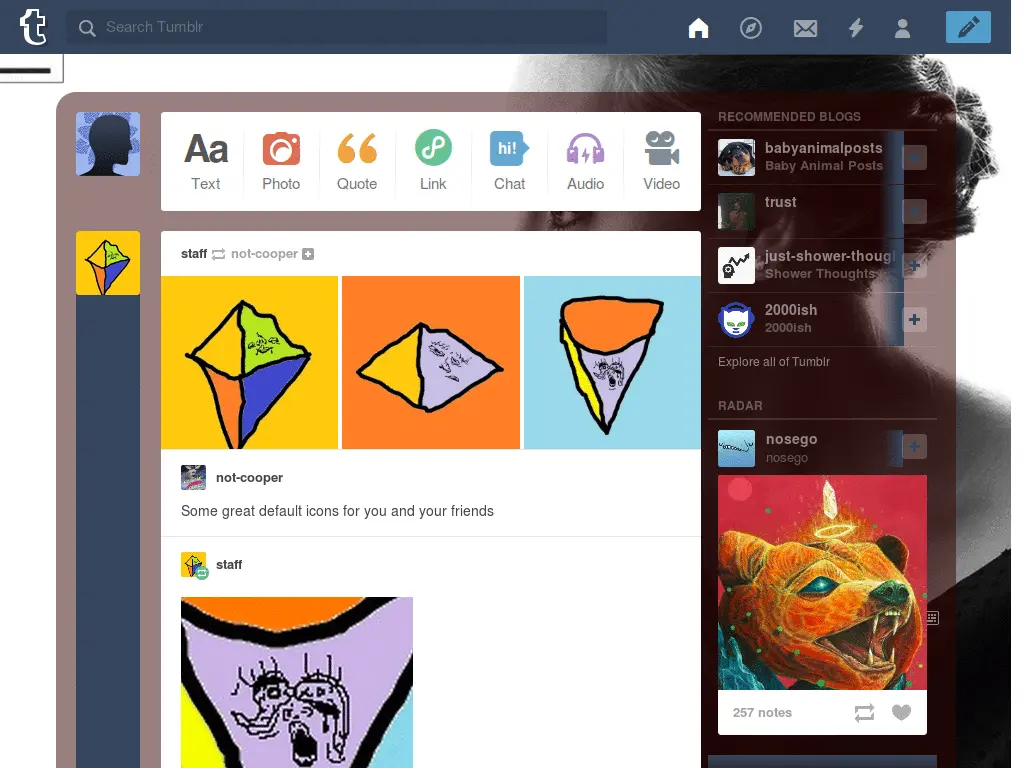 t
Search Tumblr
Aa
hi!
Text
Photo
Quote
Link
Chat
Audio
Video
staff not-cooper
not-cooper
Some great default icons for you and your friends
staff
RECOMMENDED BLOGS
babyanimalposts
Baby Animal Posts
trust
just-shower-thougl
Shower Thoughts
2000ish
2000ish
Explore all of Tumblr
RADAR
nosego
nosego
257 notes